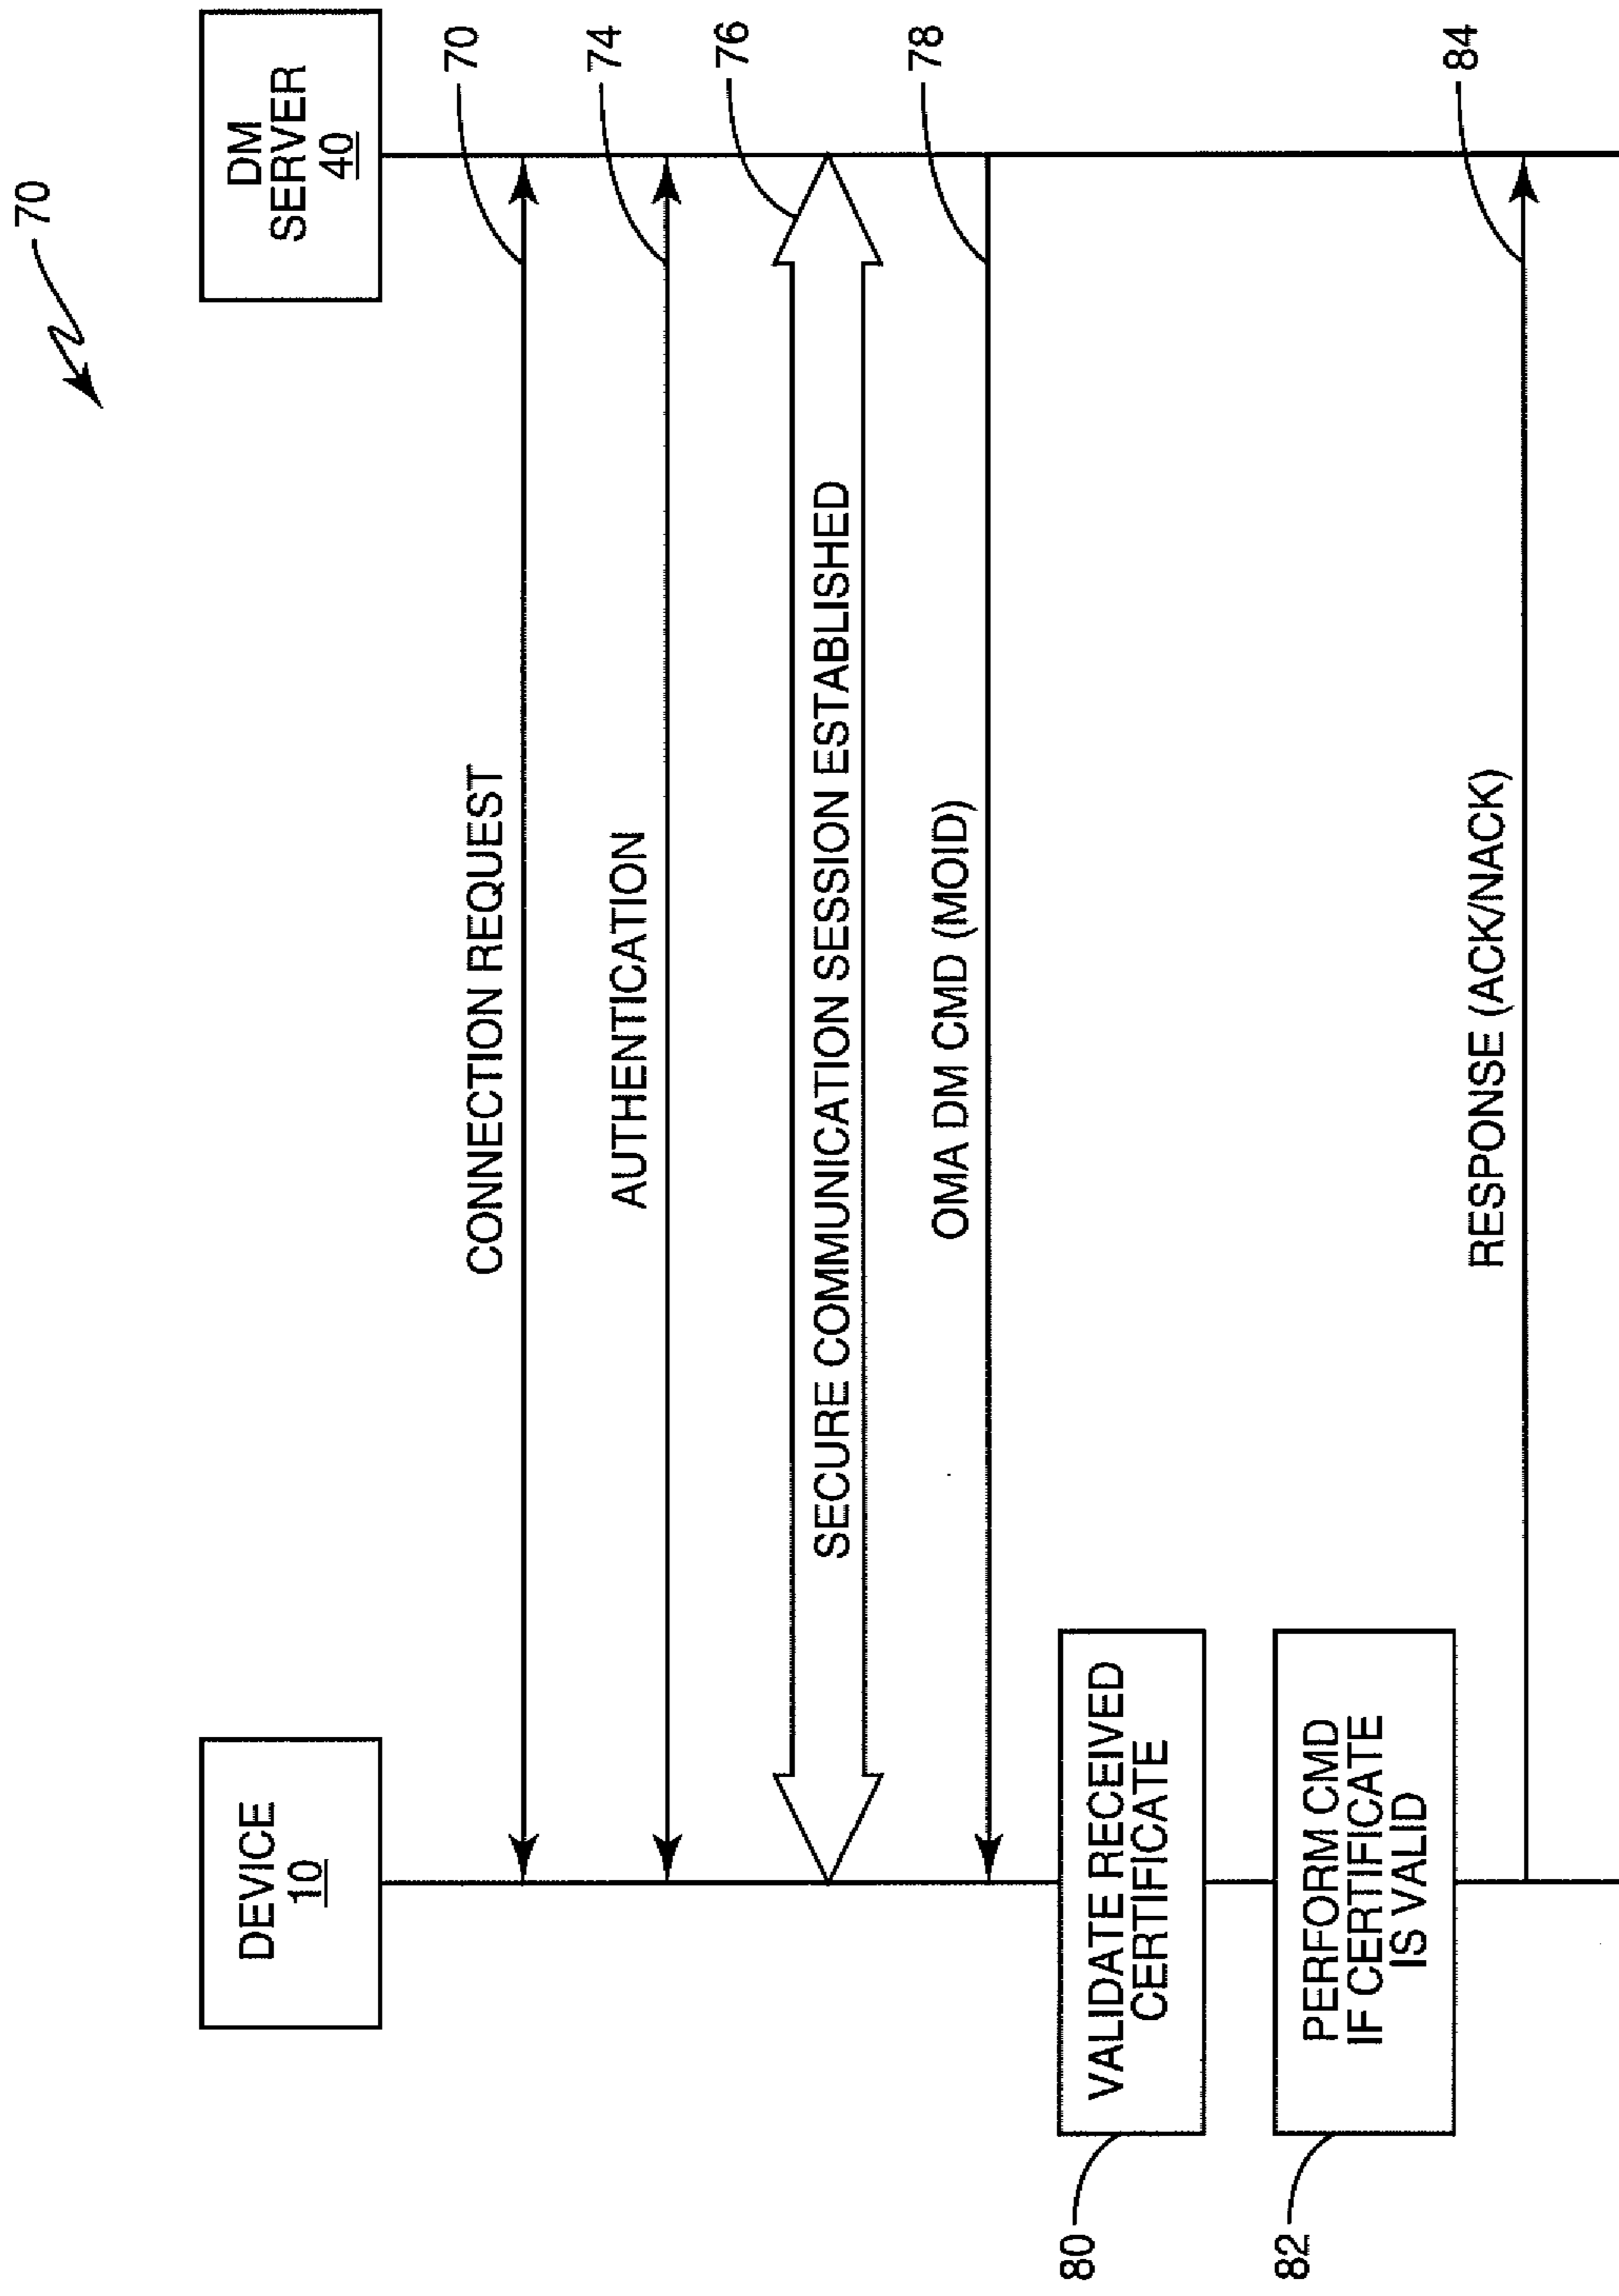 70
DEVICE
10
DM
SERVER
40
CONNECTION REQUEST
70
AUTHENTICATION
74
SECURE COMMUNICATION SESSION ESTABLISHED
76
OMA DM CMD (MOID)
78
80
VALIDATE RECEIVED
CERTIFICATE
82
PERFORM CMD
IF CERTIFICATE
IS VALID
RESPONSE (ACK/NACK)
84